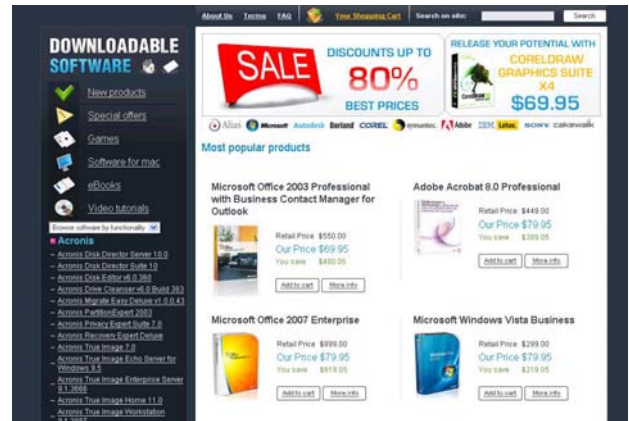 About Us Terms FAQ Your Shopping Cart Search on site: Search
DOWNLOADABLE
SOFTWARE
New products
Special offers
Games
Software for mac
eBooks
Video tutorials
Browse software by functionality
Acronis
– Acronis Disk Director Server 10.0
– Acronis Disk Director Suite 10
– Acronis Disk Editor v6.0.360
– Acronis Drive Cleanser v6.0 Build 383
– Acronis Migrate Easy Deluxe v1.0.0.43
– Acronis PartitionExpert 2003
– Acronis Privacy Expert Suite 7.0
– Acronis Recovery Expert Deluxe
– Acronis True Image 7.0
– Acronis True Image Echo Server for
Windows 9.5
– Acronis True Image Enterprise Server
9.1.3666
– Acronis True Image Home 11.0
– Acronis True Image Workstation
SALE
DISCOUNTS UP TO
80%
BEST PRICES
RELEASE YOUR POTENTIAL WITH
CORELDRAW
GRAPHICS SUITE
X4
$69.95
Alias Microsoft Autodesk Borland COREL symantec. Adobe IBM Lotus. SONY cakewalk
Most popular products
Microsoft Office 2003 Professional
with Business Contact Manager for
Outlook
Retail Price $550.00
Our Price $69.95
You save $480.05
Add to cart More info
Adobe Acrobat 8.0 Professional
Retail Price $449.00
Our Price $79.95
You save $369.05
Add to cart More info
Microsoft Office 2007 Enterprise
Retail Price $899.00
Our Price $79.95
You save $819.05
Add to cart More info
Microsoft Windows Vista Business
Retail Price $299.00
Our Price $79.95
You save $219.05
Add to cart More info